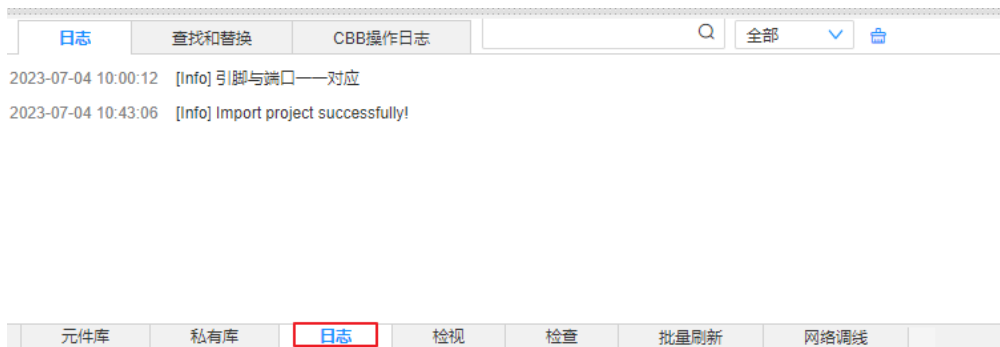 日志 查找和替换 CBB操作日志 全部
2023-07-04 10:00:12 [Info] 引脚与端口一一对应
2023-07-04 10:43:06 [Info] Import project successfully!
元件库 私有库 日志 检视 检查 批量刷新 网络调线